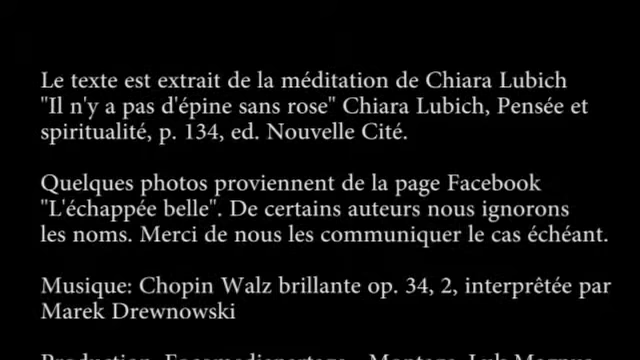 Le texte est extrait de la méditation de Chiara Lubich
"Il n'y a pas d'épine sans rose" Chiara Lubich, Pensée et
spiritualité, p. 134, ed. Nouvelle Cité.
Quelques photos proviennent de la page Facebook
"L'échappée belle". De certains auteurs nous ignorons
les noms. Merci de nous les communiquer le cas échéant.
Musique: Chopin Walz brillante op. 34, 2, interprêtée par
Marek Drewnowski